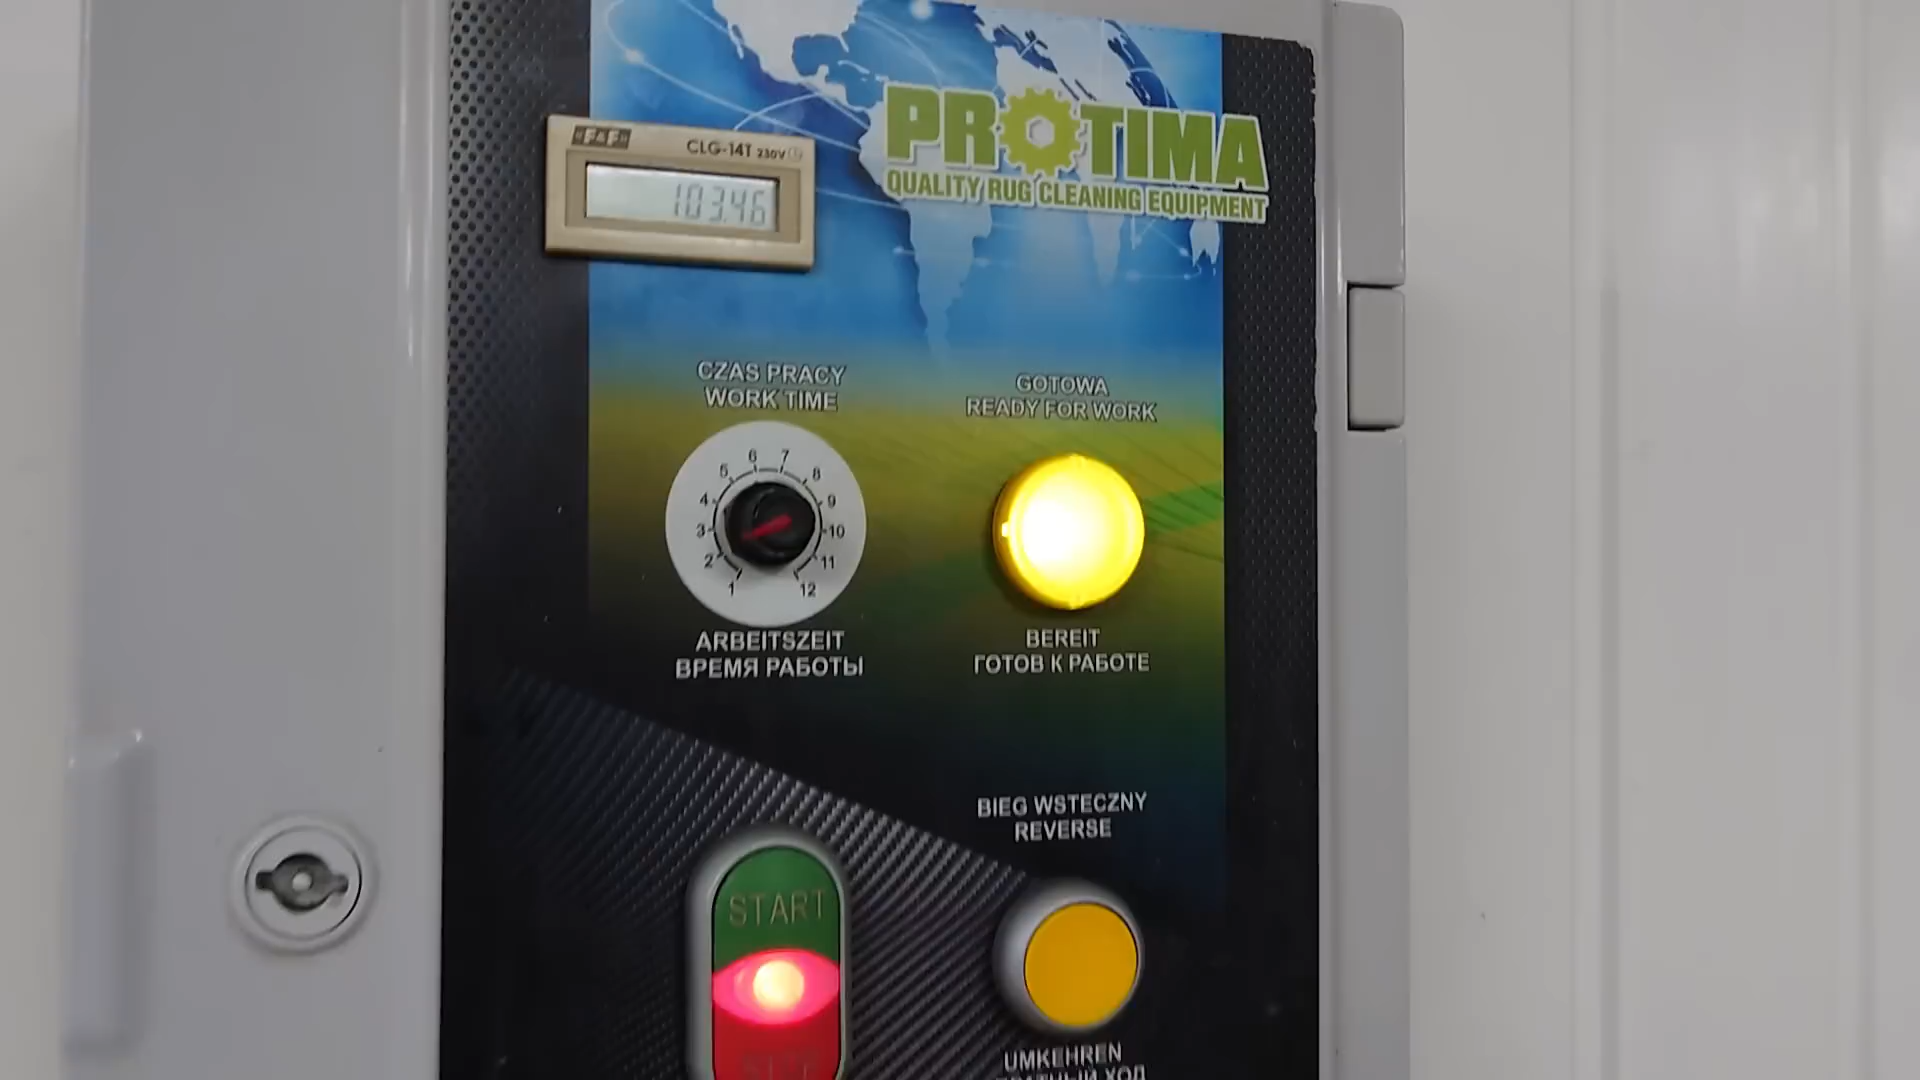 F&F
CLG-14T 230V
103.46
PROTIMA
QUALITY RUG CLEANING EQUIPMENT
CZAS PRACY
WORK TIME
1 2 3 4 5 6 7 8 9 10 11 12
ARBEITSZEIT
ВРЕМЯ РАБОТЫ
GOTOWA
READY FOR WORK
BEREIT
ГОТОВ К РАБОТЕ
START
BIEG WSTECZNY
REVERSE
UMKEHREN